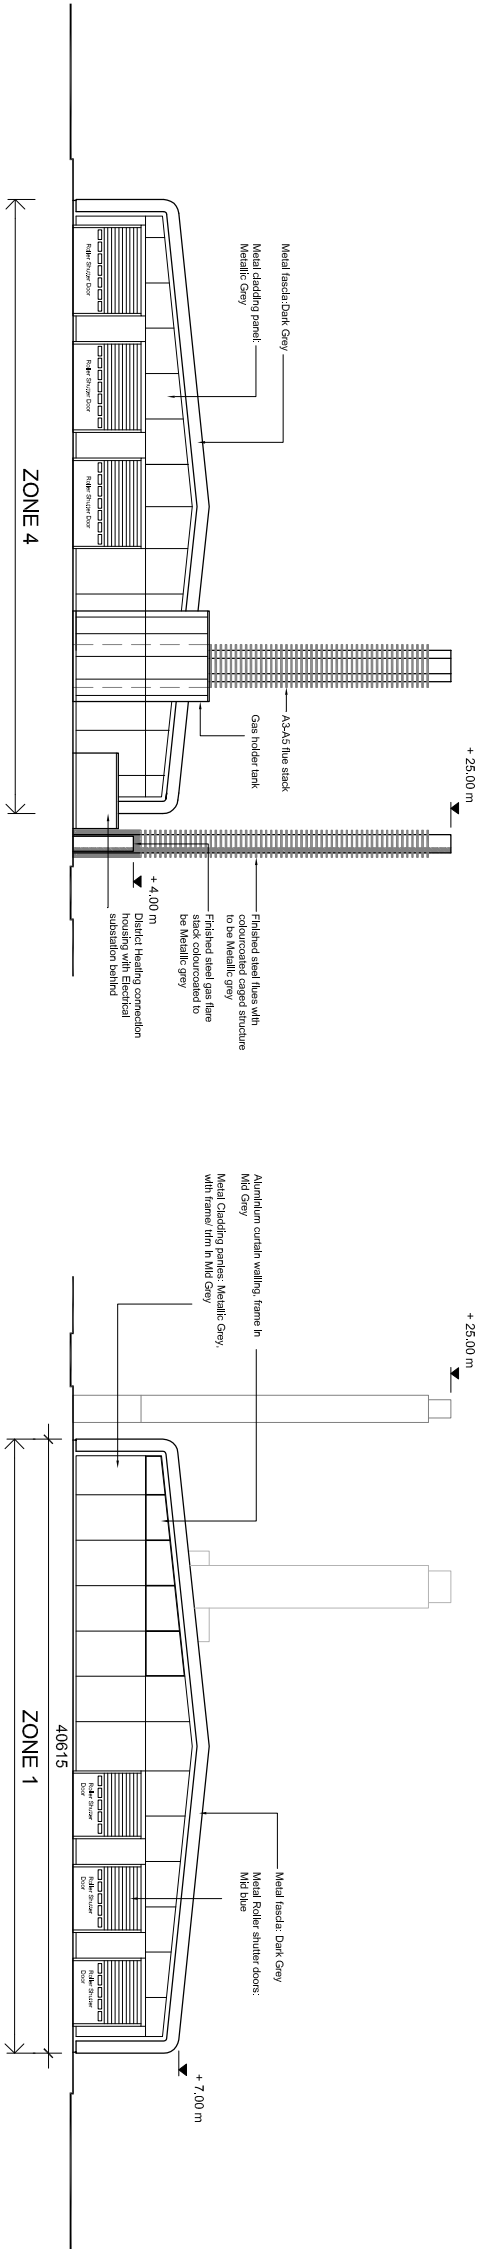 Metal fascia:Dark Grey
Metal cladding panel:
Metallic Grey
Roller Shutter Door
Roller Shutter Door
Roller Shutter Door
ZONE 4
A3-A5 flue stack
Gas holder tank
+ 25.00 m
Finished steel flues with
colourcoated caged structure
to be Metallic grey
Finished steel gas flare
stack colourcoated to
be Metallic grey
+ 4.00 m
District Heating connection
housing with Electrical
substation behind
+ 25.00 m
Aluminium curtain walling, frame in
Mid Grey
Metal Cladding panles: Metallic Grey,
with frame/ trim in Mid Grey
Metal fascia: Dark Grey
Metal Roller shutter doors:
Mid blue
+ 7.00 m
Roller Shutter
Door
Roller Shutter
Door
Roller Shutter
Door
40615
ZONE 1